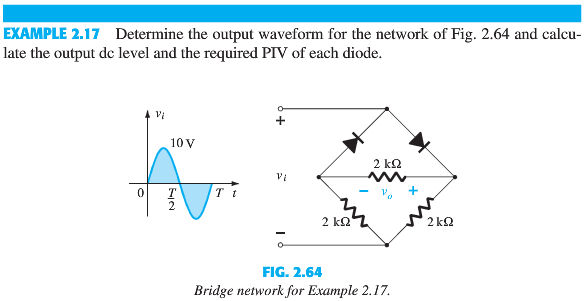 EXAMPLE 2.17 Determine the output waveform for the network of Fig. 2.64 and calcu-
late the output dc level and the required PIV of each diode.
vi
10 V
0
T
2
T
t
+
vi
−
2 kΩ
− vo +
2 kΩ
2 kΩ
FIG. 2.64
Bridge network for Example 2.17.